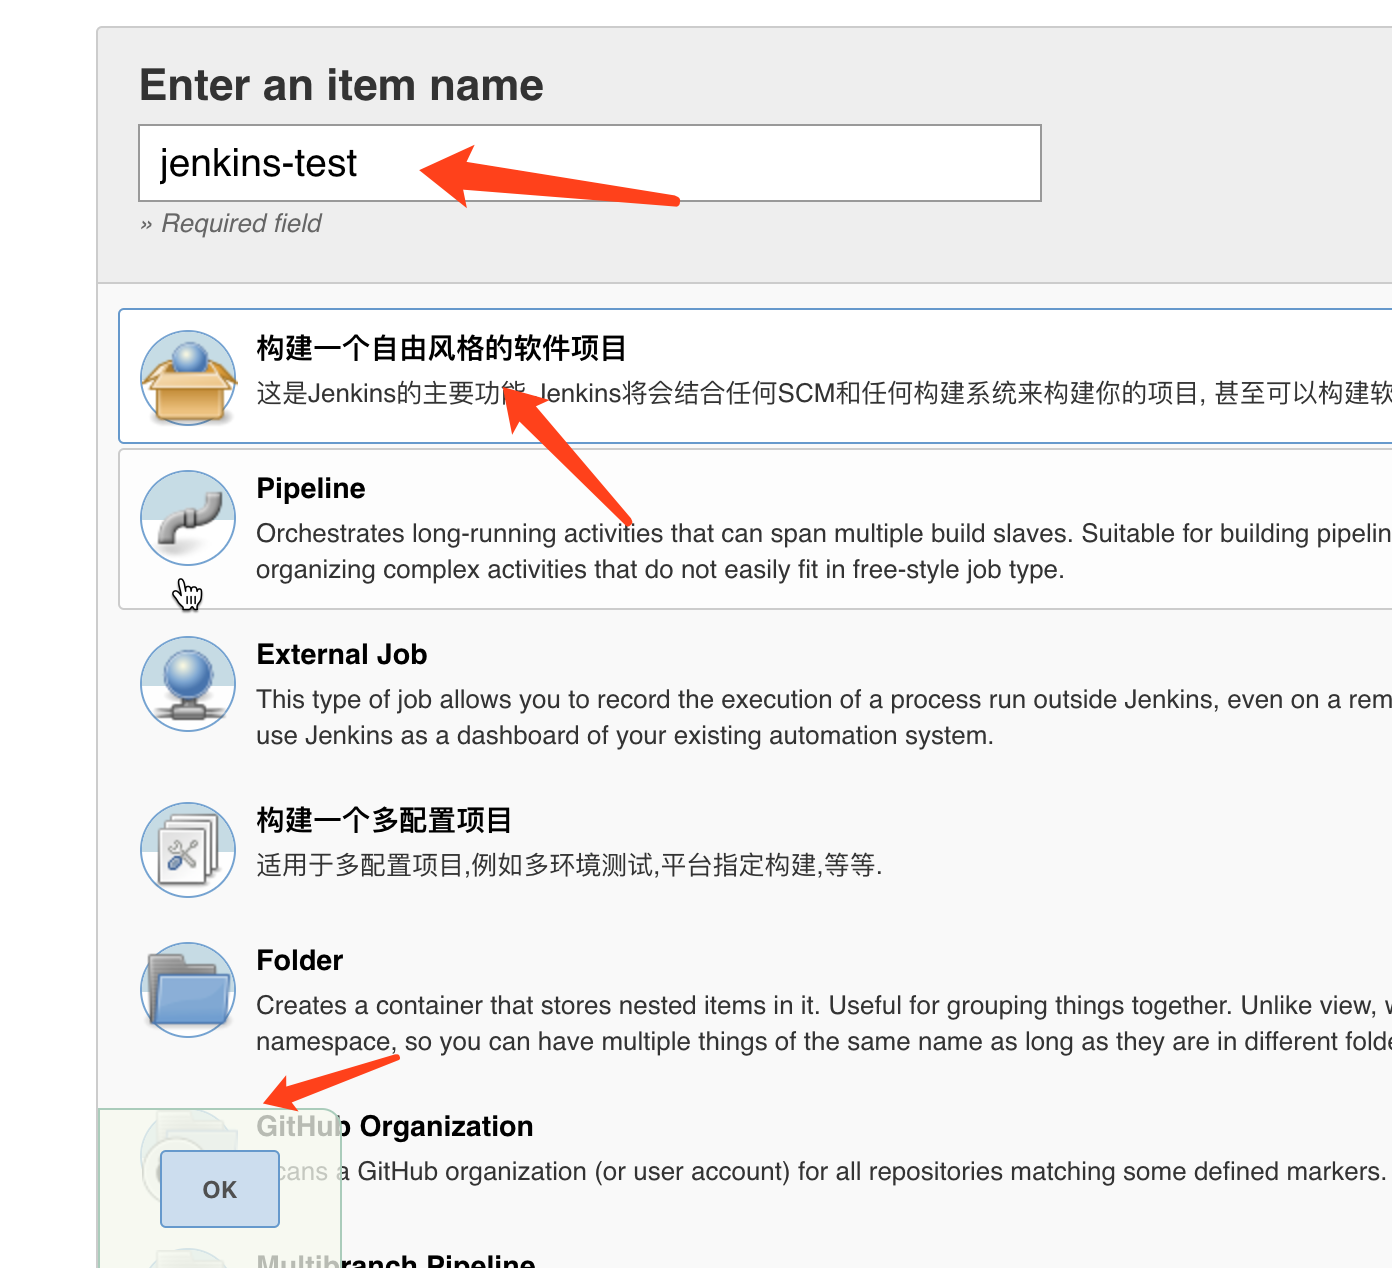 Enter an item name
jenkins-test
» Required field
构建一个自由风格的软件项目
这是Jenkins的主要功能. Jenkins将会结合任何SCM和任何构建系统来构建你的项目, 甚至可以构建软
Pipeline
Orchestrates long-running activities that can span multiple build slaves. Suitable for building pipelin
organizing complex activities that do not easily fit in free-style job type.
External Job
This type of job allows you to record the execution of a process run outside Jenkins, even on a rem
use Jenkins as a dashboard of your existing automation system.
构建一个多配置项目
适用于多配置项目,例如多环境测试,平台指定构建,等等.
Folder
Creates a container that stores nested items in it. Useful for grouping things together. Unlike view, w
namespace, so you can have multiple things of the same name as long as they are in different folde
GitHub Organization
cans a GitHub organization (or user account) for all repositories matching some defined markers.
OK
Multibranch Pipeline